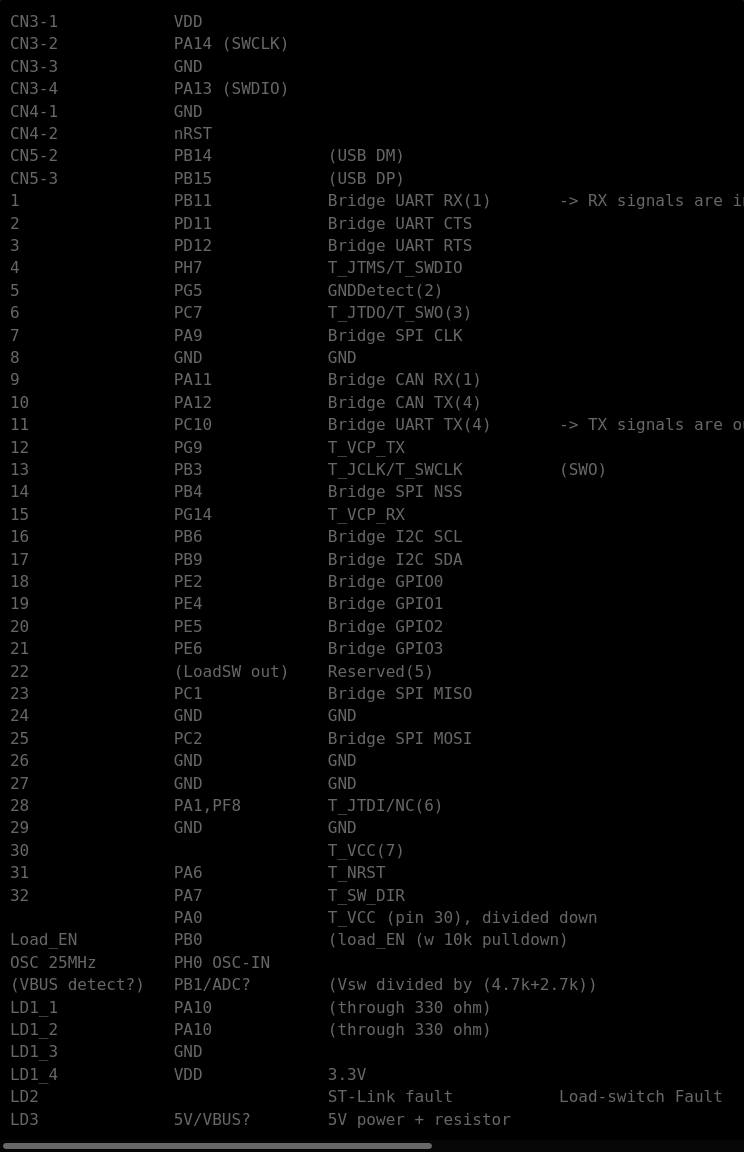 CN3-1 VDD
CN3-2 PA14 (SWCLK)
CN3-3 GND
CN3-4 PA13 (SWDIO)
CN4-1 GND
CN4-2 nRST
CN5-2 PB14 (USB DM)
CN5-3 PB15 (USB DP)
1 PB11 Bridge UART RX(1) -> RX signals are
2 PD11 Bridge UART CTS
3 PD12 Bridge UART RTS
4 PH7 T_JTMS/T_SWDIO
5 PG5 GNDDetect(2)
6 PC7 T_JTDO/T_SWO(3)
7 PA9 Bridge SPI CLK
8 GND GND
9 PA11 Bridge CAN RX(1)
10 PA12 Bridge CAN TX(4)
11 PC10 Bridge UART TX(4) -> TX signals are
12 PG9 T_VCP_TX
13 PB3 T_JCLK/T_SWCLK (SWO)
14 PB4 Bridge SPI NSS
15 PG14 T_VCP_RX
16 PB6 Bridge I2C SCL
17 PB9 Bridge I2C SDA
18 PE2 Bridge GPIO0
19 PE4 Bridge GPIO1
20 PE5 Bridge GPIO2
21 PE6 Bridge GPIO3
22 (LoadSW out) Reserved(5)
23 PC1 Bridge SPI MISO
24 GND GND
25 PC2 Bridge SPI MOSI
26 GND GND
27 GND GND
28 PA1,PF8 T_JTDI/NC(6)
29 GND GND
30 T_VCC(7)
31 PA6 T_NRST
32 PA7 T_SW_DIR
PA0 T_VCC (pin 30), divided down
Load_EN PB0 (load_EN (w 10k pulldown)
OSC 25MHz PH0 OSC-IN
(VBUS detect?) PB1/ADC? (Vsw divided by (4.7k+2.7k))
LD1_1 PA10 (through 330 ohm)
LD1_2 PA10 (through 330 ohm)
LD1_3 GND
LD1_4 VDD 3.3V
LD2 ST-Link fault Load-switch Fault
LD3 5V/VBUS? 5V power + resistor